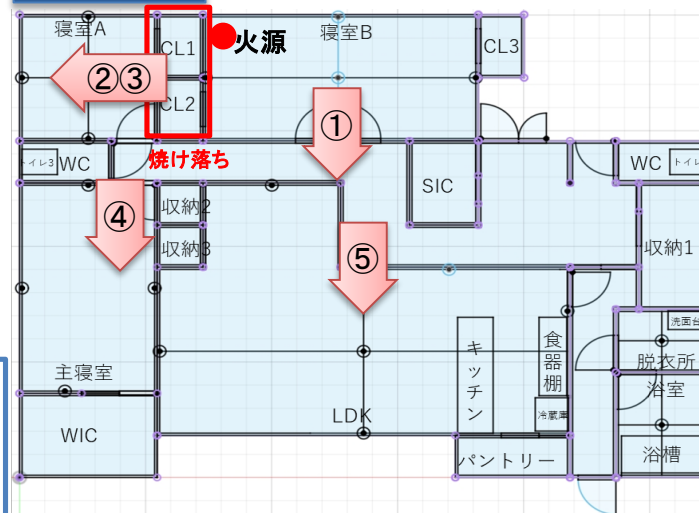 寝室A
CL1
火源
寝室B
CL3
②③
CL2
①
トイレ3
WC
焼け落ち
SIC
WC
トイレ
④
収納2
収納3
⑤
収納1
洗面台
脱衣所
主寝室
キッチン
食器棚
浴室
冷蔵庫
LDK
WIC
パントリー
浴槽